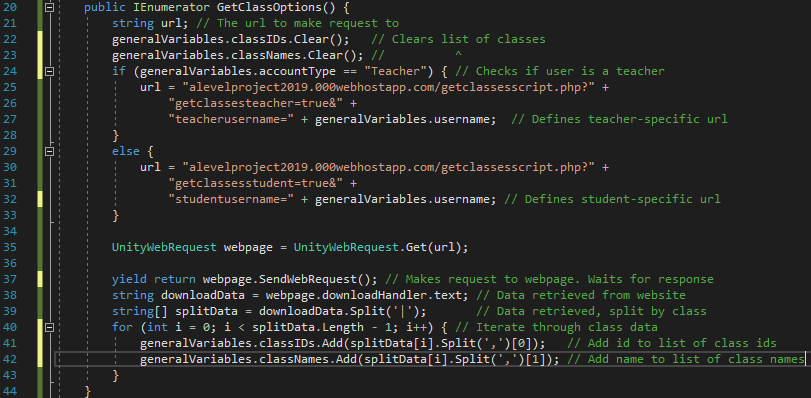 20 public IEnumerator GetClassOptions() {
21 string url; // The url to make request to
22 generalVariables.classIDs.Clear();   // Clears list of classes
23 generalVariables.classNames.Clear(); //          ^
24 if (generalVariables.accountType == "Teacher") { // Checks if user is a teacher
25 url = "alevelproject2019.000webhostapp.com/getclassesscript.php?" +
26 "getclassesteacher=true&" +
27 "teacherusername=" + generalVariables.username;  // Defines teacher-specific url
28 }
29 else {
30 url = "alevelproject2019.000webhostapp.com/getclassesscript.php?" +
31 "getclassesstudent=true&" +
32 "studentusername=" + generalVariables.username; // Defines student-specific url
33 }
34
35 UnityWebRequest webpage = UnityWebRequest.Get(url);
36
37 yield return webpage.SendWebRequest(); // Makes request to webpage. Waits for response
38 string downloadData = webpage.downloadHandler.text; // Data retrieved from website
39 string[] splitData = downloadData.Split('|');       // Data retrieved, split by class
40 for (int i = 0; i < splitData.Length - 1; i++) { // Iterate through class data
41 generalVariables.classIDs.Add(splitData[i].Split(',')[0]);   // Add id to list of class ids
42 generalVariables.classNames.Add(splitData[i].Split(',')[1]); // Add name to list of class names
43 }
44 }